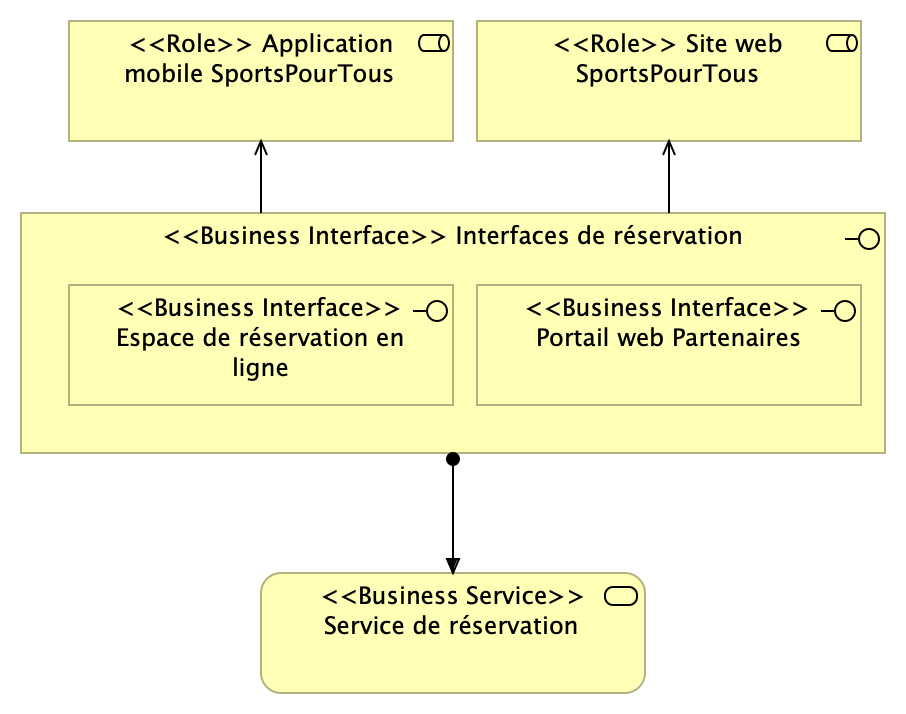 <<Role>> Application
mobile SportsPourTous
<<Role>> Site web
SportsPourTous
<<Business Interface>> Interfaces de réservation
<<Business Interface>>
Espace de réservation en
ligne
<<Business Interface>>
Portail web Partenaires
<<Business Service>>
Service de réservation